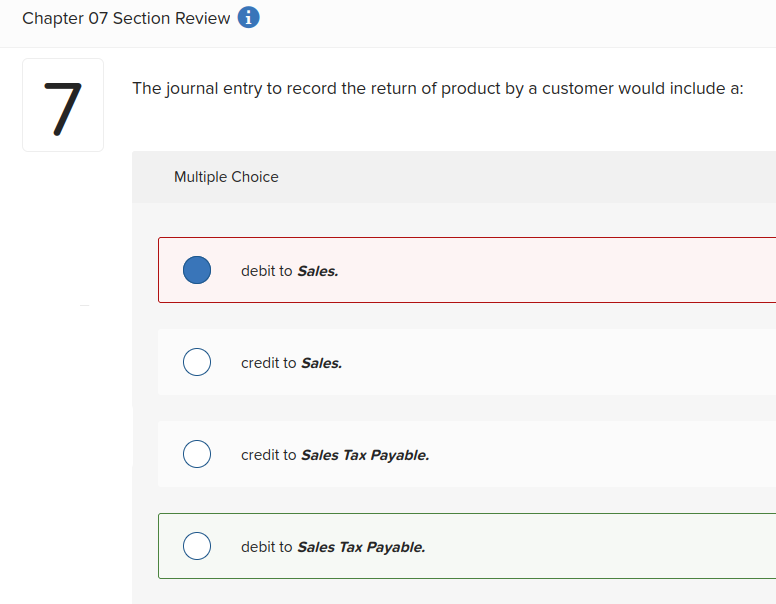 Chapter 07 Section Review i
7
The journal entry to record the return of product by a customer would include a:
Multiple Choice
debit to Sales.
credit to Sales.
credit to Sales Tax Payable.
debit to Sales Tax Payable.